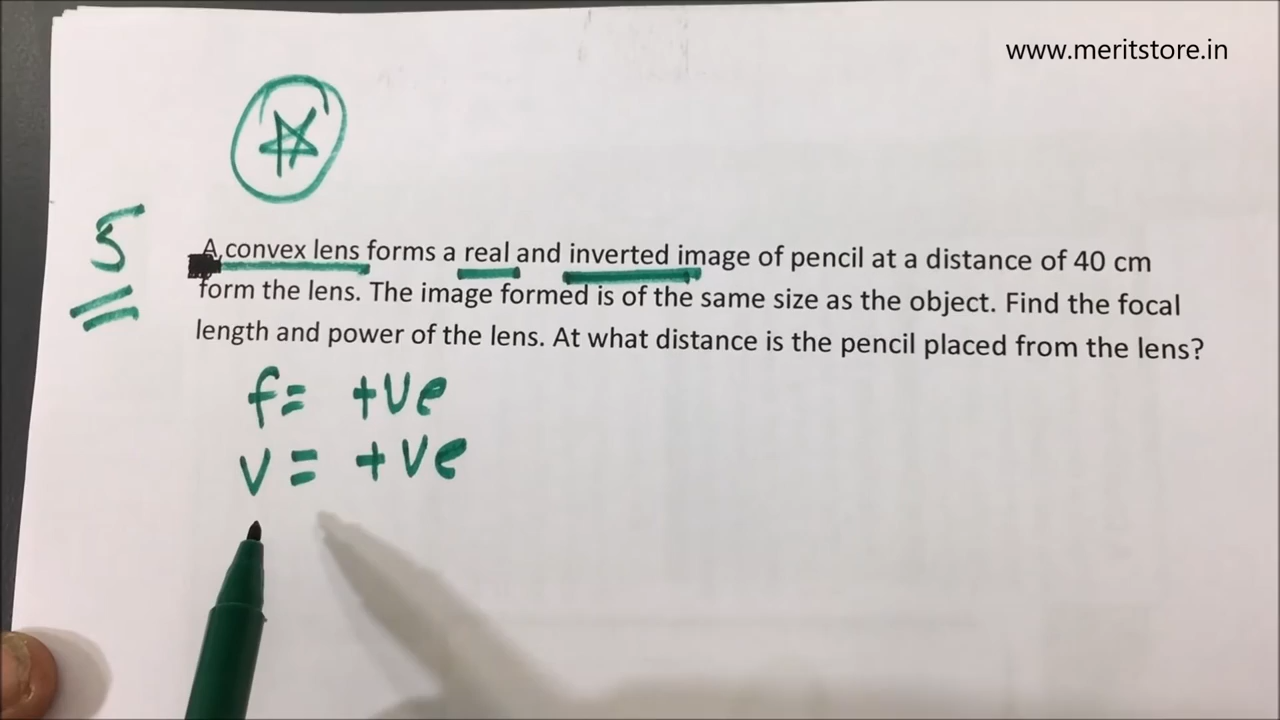 www.meritstore.in
5
A convex lens forms a real and inverted image of pencil at a distance of 40 cm
form the lens. The image formed is of the same size as the object. Find the focal
length and power of the lens. At what distance is the pencil placed from the lens?
f= +ve
v= +ve